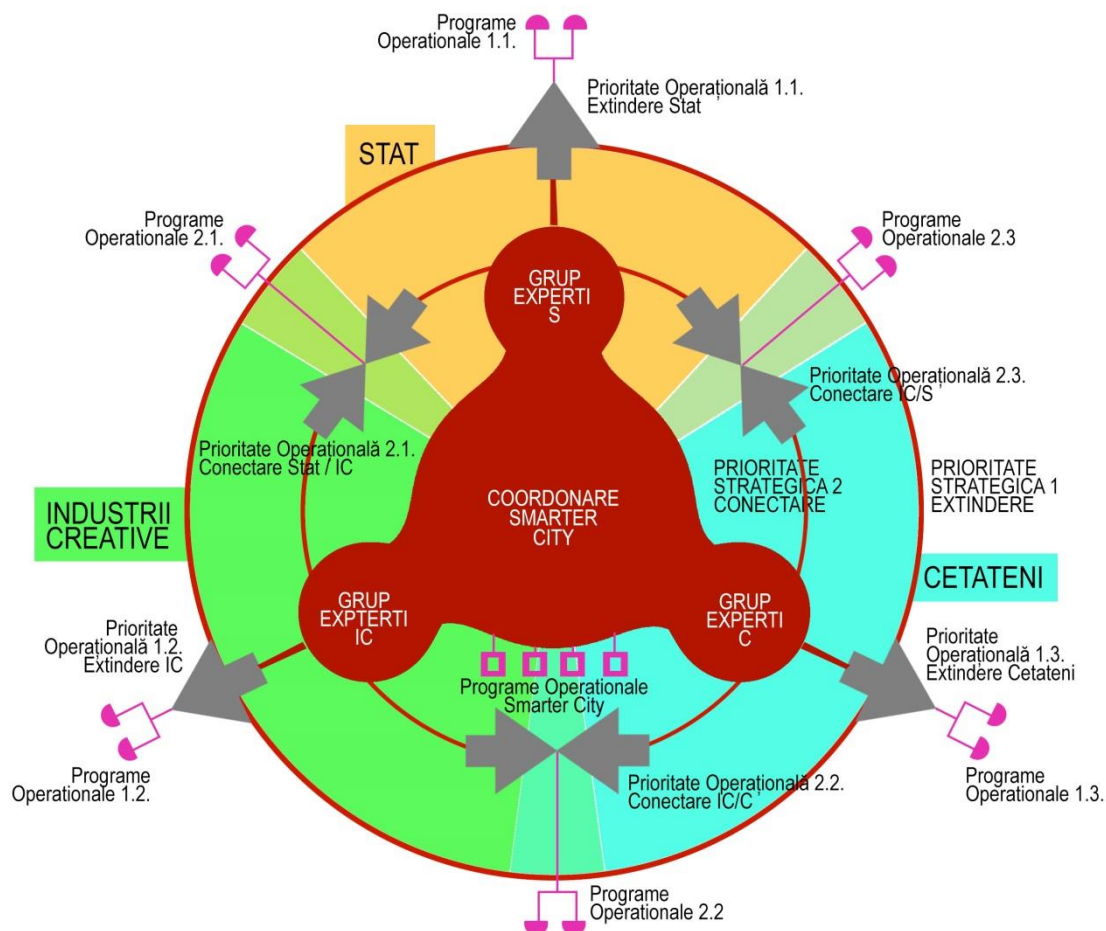 Programe
Operationale 1.1.
Prioritate Operațională 1.1.
Extindere Stat
STAT
Programe
Operationale 2.1.
Programe
Operationale 2.3
GRUP
EXPERTI
S
Prioritate Operațională 2.3.
Conectare IC/S
Prioritate Operațională 2.1.
Conectare Stat / IC
PRIORITATE
STRATEGICA 2
CONECTARE
PRIORITATE
STRATEGICA 1
EXTINDERE
COORDONARE
SMARTER
CITY
INDUSTRII
CREATIVE
CETATENI
GRUP
EXPTERTI
IC
GRUP
EXPERTI
C
Prioritate
Operațională 1.2.
Extindere IC
Prioritate
Operațională 1.3.
Extindere Cetateni
Programe Operationale
Smarter City
Programe
Operationale 1.2.
Prioritate Operațională 2.2.
Conectare IC/C
Programe
Operationale 1.3.
Programe
Operationale 2.2